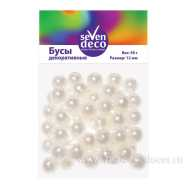 seven
deco
Бусы
декоративные
Вес: 50 г
Размер: 12 мм